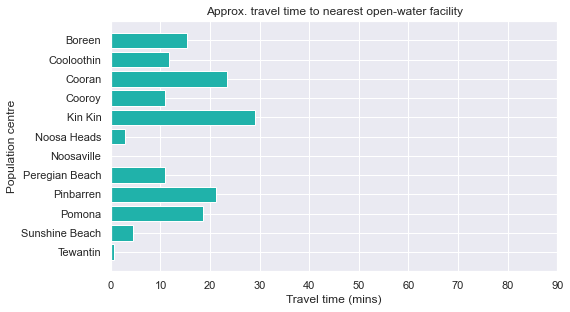 Approx. travel time to nearest open-water facility
Population centre
Boreen
Cooloothin
Cooran
Cooroy
Kin Kin
Noosa Heads
Noosaville
Peregian Beach
Pinbarren
Pomona
Sunshine Beach
Tewantin
0 10 20 30 40 50 60 70 80 90
Travel time (mins)